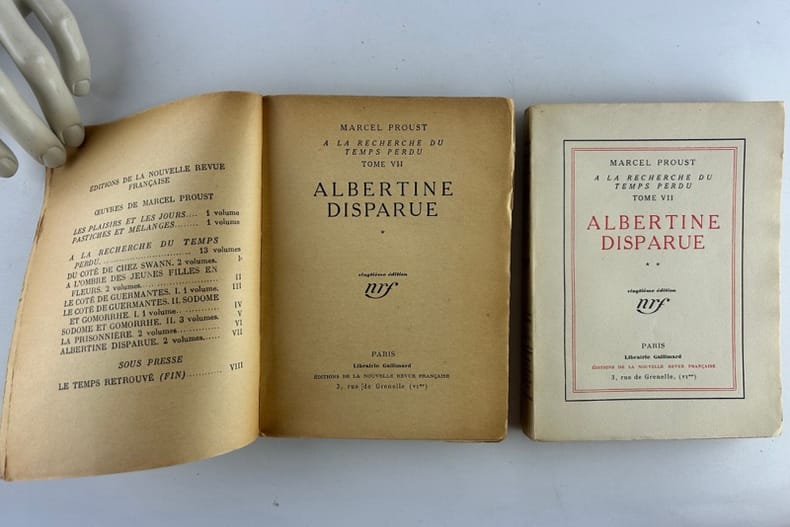 ÉDITIONS DE LA NOUVELLE REVUE
FRANÇAISE
ŒUVRES DE MARCEL PROUST
LES PLAISIRS ET LES JOURS.... 1 volume
PASTICHES ET MÉLANGES........ 1 volume
A LA RECHERCHE DU TEMPS
PERDU........................ 13 volumes
DU COTÉ DE CHEZ SWANN. 2 volumes. I
A L'OMBRE DES JEUNES FILLES EN
FLEURS. 2 volumes............ II
LE COTÉ DE GUERMANTES. I. 1 volume. III
LE COTÉ DE GUERMANTES. II. SODOME
ET GOMORRHE. I. 1 volume.. IV
SODOME ET GOMORRHE. II. 3 volumes. V
LA PRISONNIÈRE. 2 volumes......... VI
ALBERTINE DISPARUE. 2 volumes..... VII
SOUS PRESSE
LE TEMPS RETROUVÉ (FIN)........... VIII
MARCEL PROUST
A LA RECHERCHE DU
TEMPS PERDU
TOME VII
ALBERTINE
DISPARUE
*
vingtième édition
nrf
PARIS
Librairie Gallimard
ÉDITIONS DE LA NOUVELLE REVUE FRANÇAISE
3, rue de Grenelle (VIme)
MARCEL PROUST
A LA RECHERCHE DU
TEMPS PERDU
TOME VII
ALBERTINE
DISPARUE
* *
vingtième édition
nrf
PARIS
Librairie Gallimard
ÉDITIONS DE LA NOUVELLE REVUE FRANÇAISE
3, rue de Grenelle, (VIme)